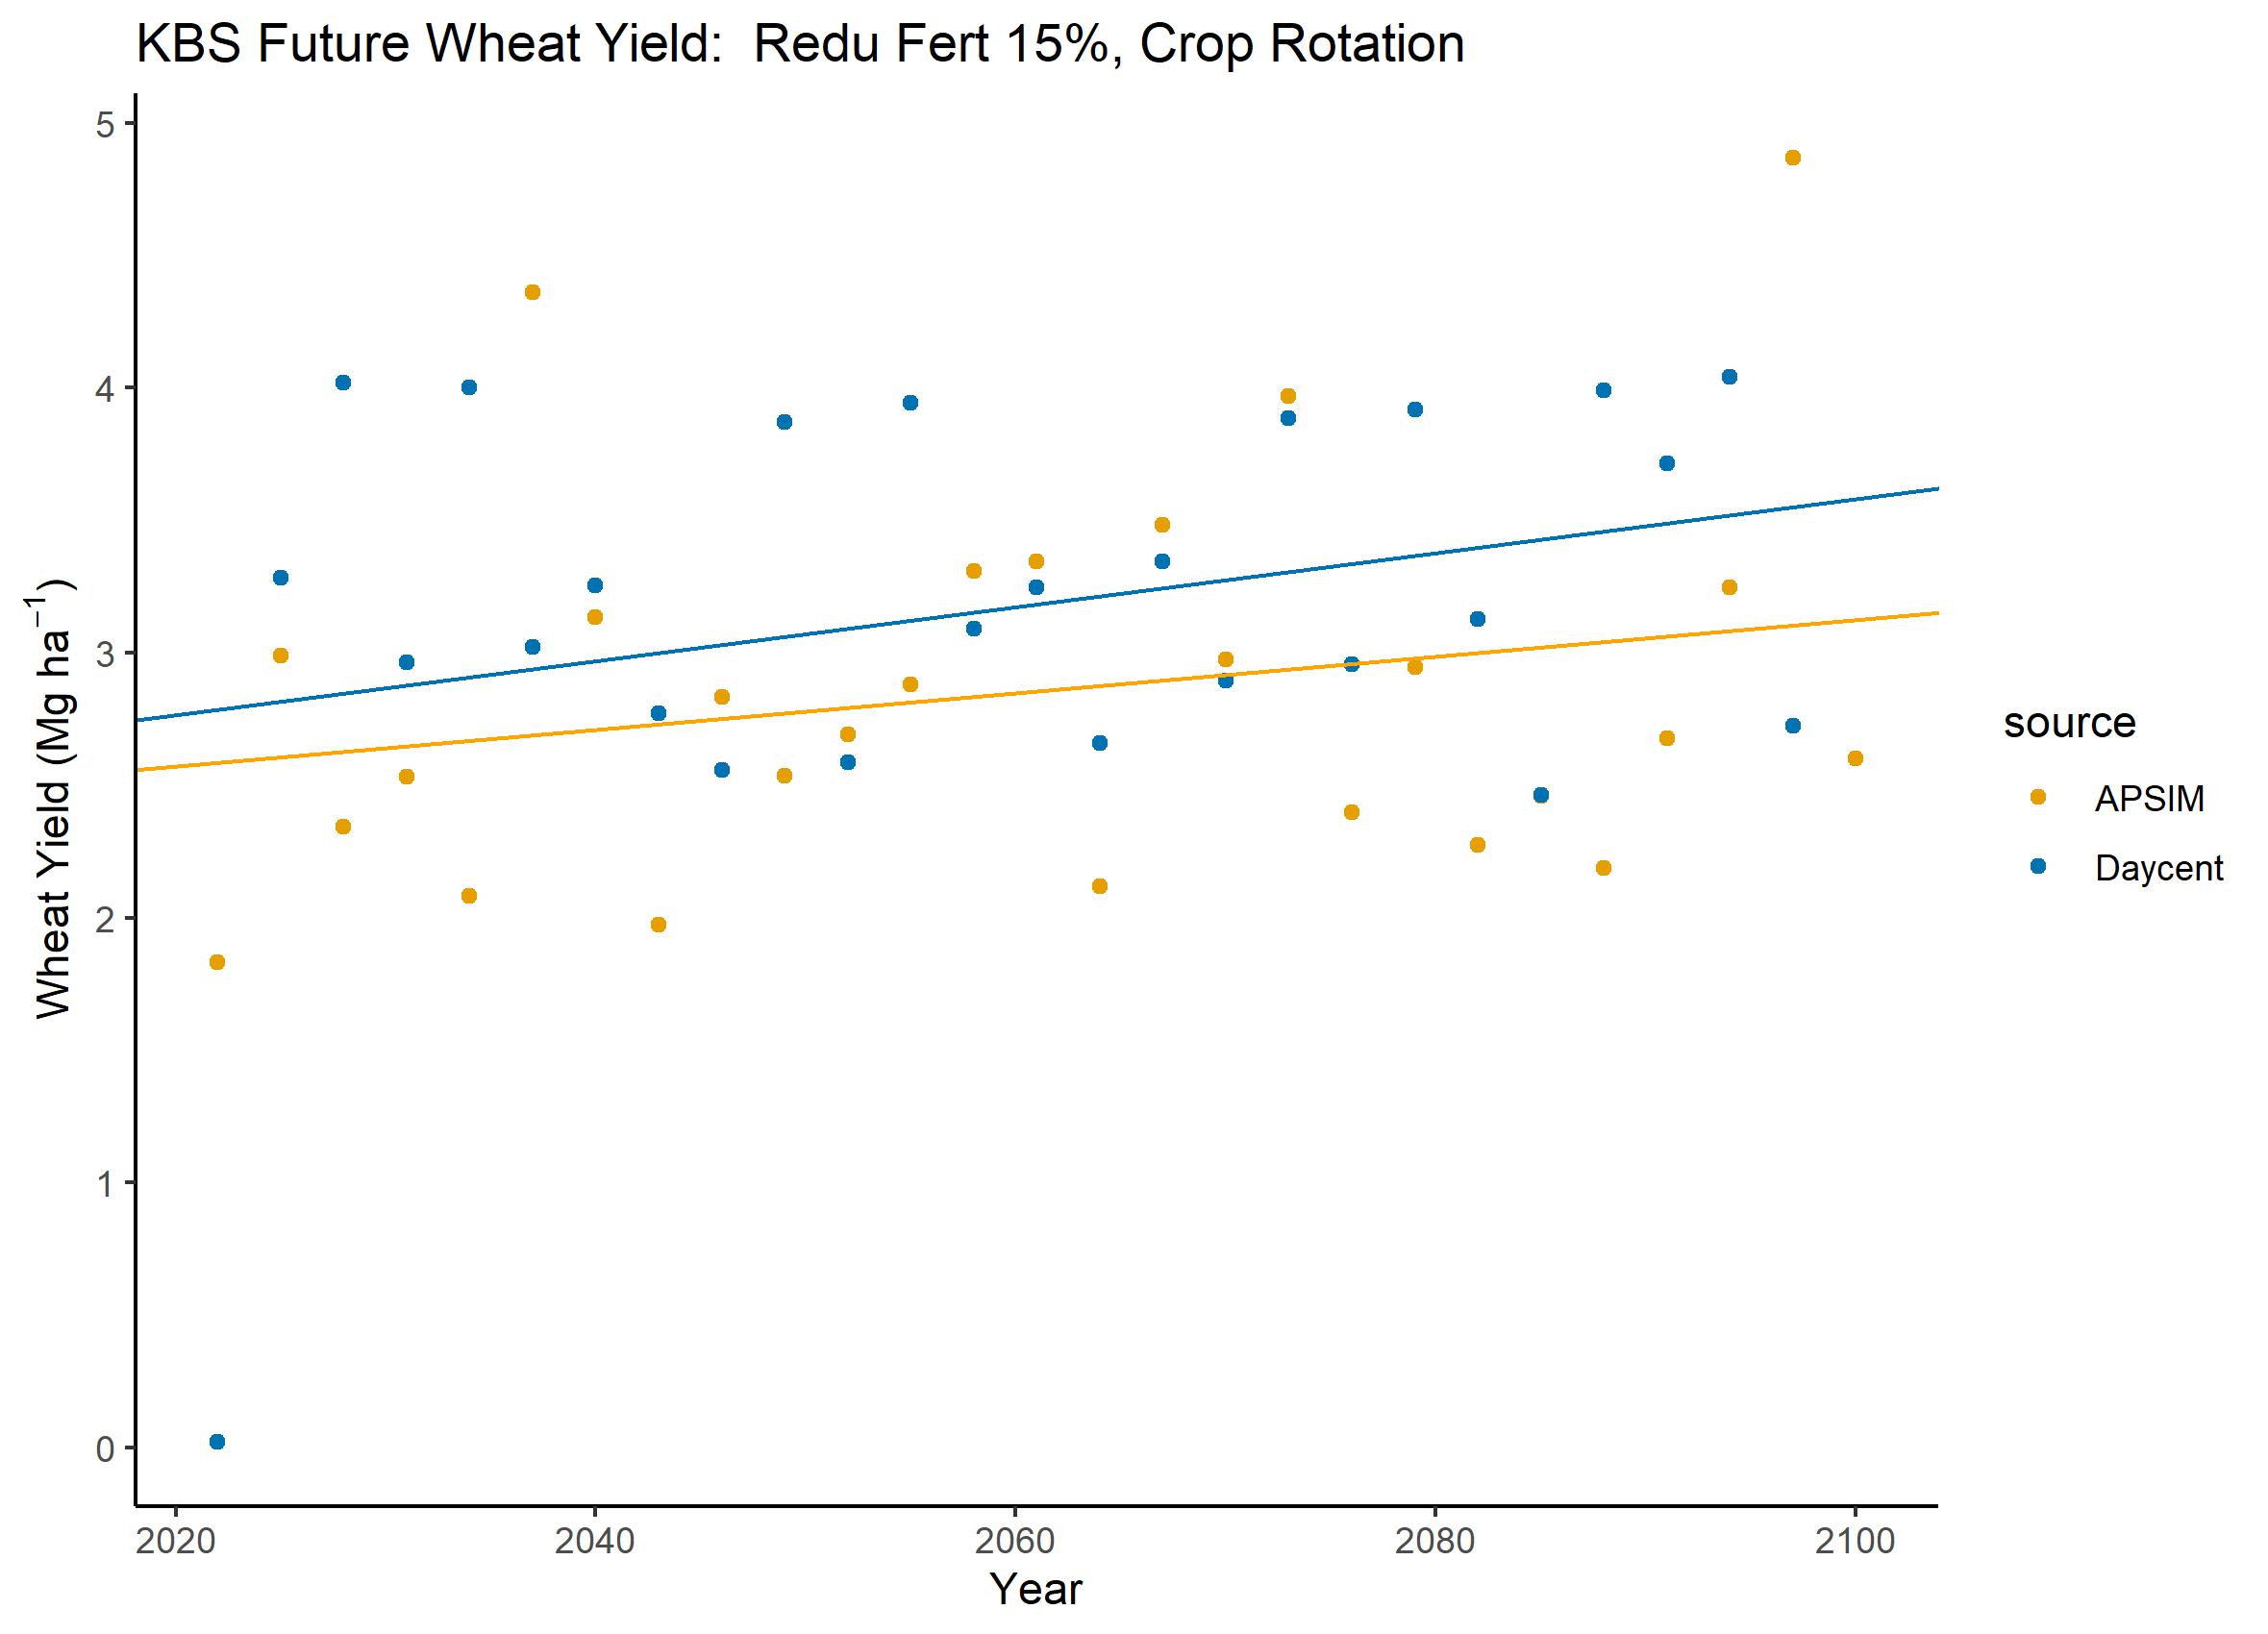 KBS Future Wheat Yield:  Redu Fert 15%, Crop Rotation
Wheat Yield (Mg ha⁻¹)
5
4
3
2
1
0
2020 2040 2060 2080 2100
Year
source
APSIM
Daycent